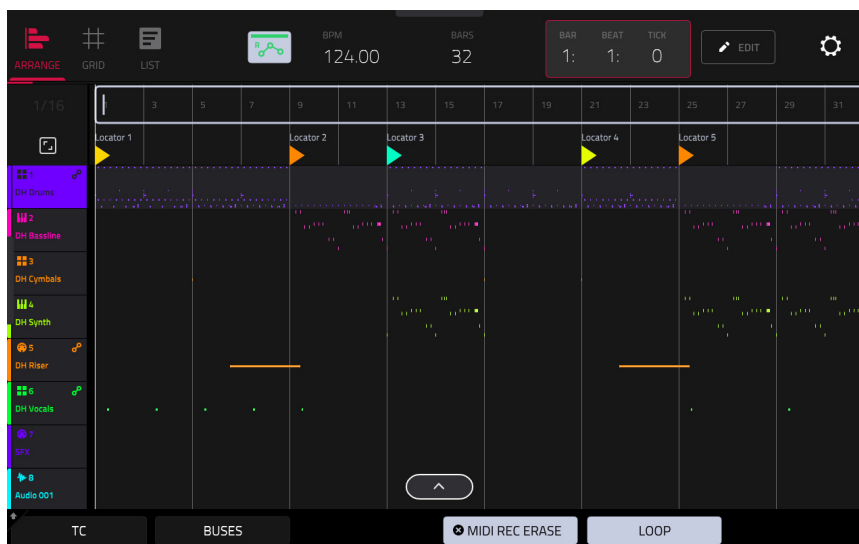 ARRANGE
GRID
LIST
R
BPM
124.00
BARS
32
BAR BEAT TICK
1: 1: 0
EDIT
1/16
1 3 5 7 9 11 13 15 17 19 21 23 25 27 29 31
Locator 1 Locator 2 Locator 3 Locator 4 Locator 5
1
DH Drums
2
DH Bassline
3
DH Cymbals
4
DH Synth
5
DH Riser
6
DH Vocals
7
SFX
8
Audio 001
TC BUSES MIDI REC ERASE LOOP